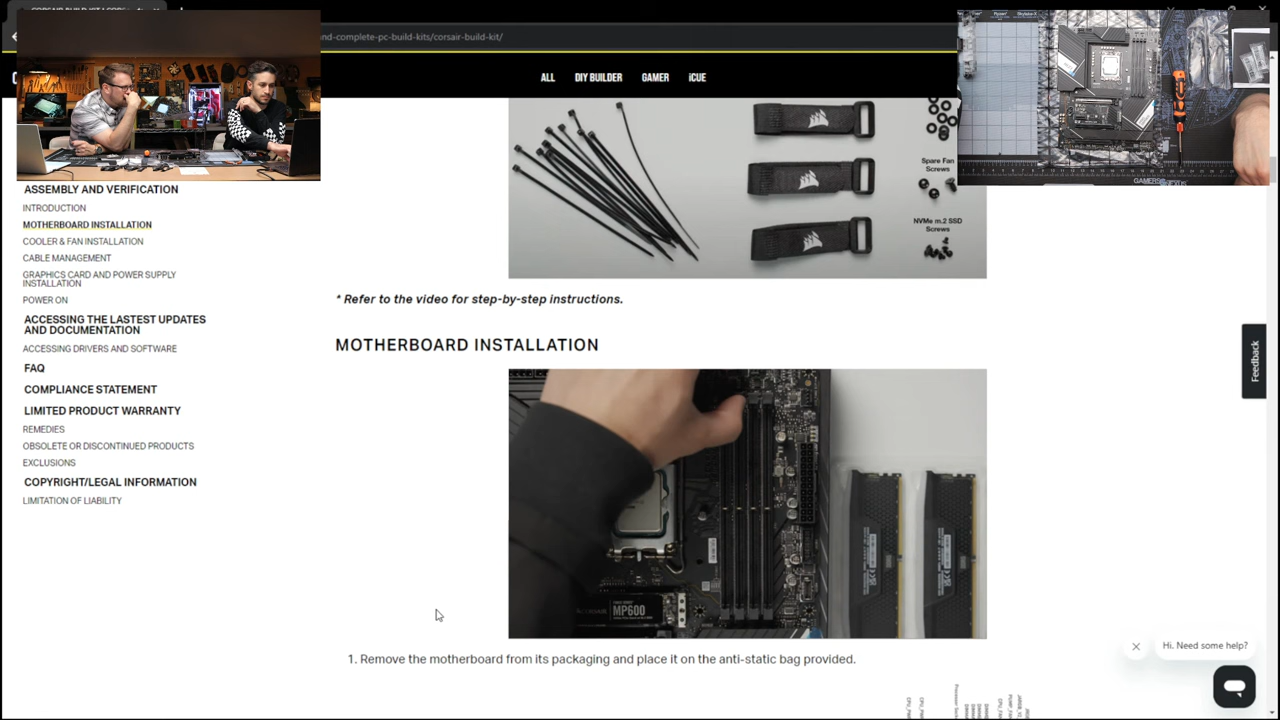 nd-complete-pc-build-kits/corsair-build-kit/
ALL DIY BUILDER GAMER iCUE
Spare Fan
Screws
NVMe m.2 SSD
Screws
ASSEMBLY AND VERIFICATION
INTRODUCTION
MOTHERBOARD INSTALLATION
COOLER & FAN INSTALLATION
CABLE MANAGEMENT
GRAPHICS CARD AND POWER SUPPLY
INSTALLATION
POWER ON
ACCESSING THE LASTEST UPDATES
AND DOCUMENTATION
ACCESSING DRIVERS AND SOFTWARE
FAQ
COMPLIANCE STATEMENT
LIMITED PRODUCT WARRANTY
REMEDIES
OBSOLETE OR DISCONTINUED PRODUCTS
EXCLUSIONS
COPYRIGHT/LEGAL INFORMATION
LIMITATION OF LIABILITY
* Refer to the video for step-by-step instructions.
MOTHERBOARD INSTALLATION
MP600
1. Remove the motherboard from its packaging and place it on the anti-static bag provided.
Feedback
Hi. Need some help?